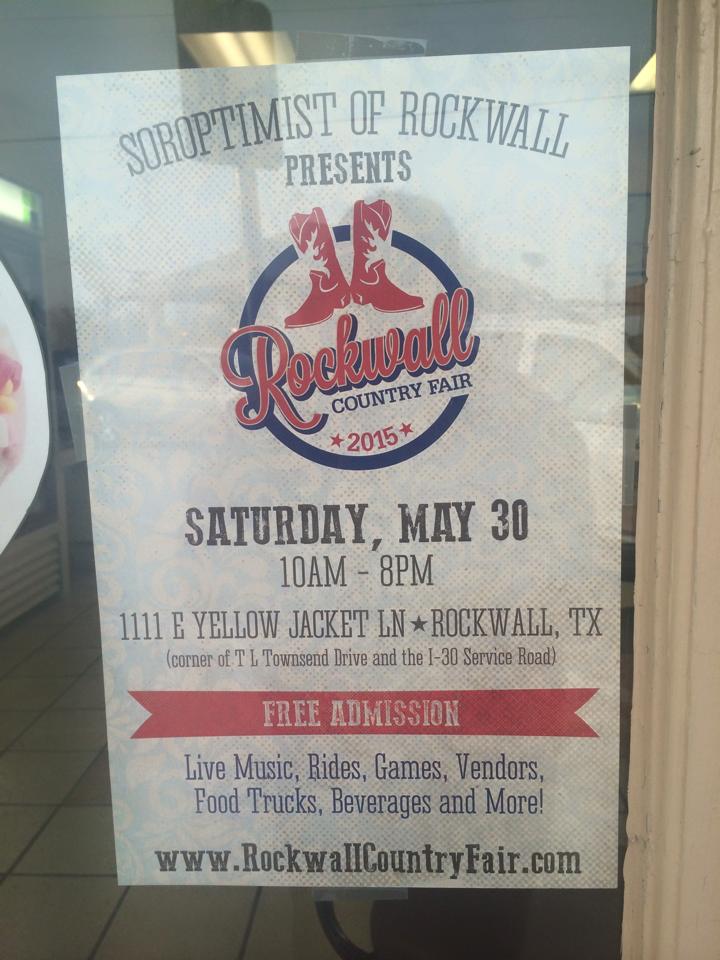 SOROPTIMIST OF ROCKWALL
PRESENTS
Rockwall
COUNTRY FAIR
★2015★
SATURDAY, MAY 30
10AM - 8PM
1111 E YELLOW JACKET LN★ROCKWALL, TX
(corner of T L Townsend Drive and the I-30 Service Road)
FREE ADMISSION
Live Music, Rides, Games, Vendors,
Food Trucks, Beverages and More!
www.RockwallCountryFair.com